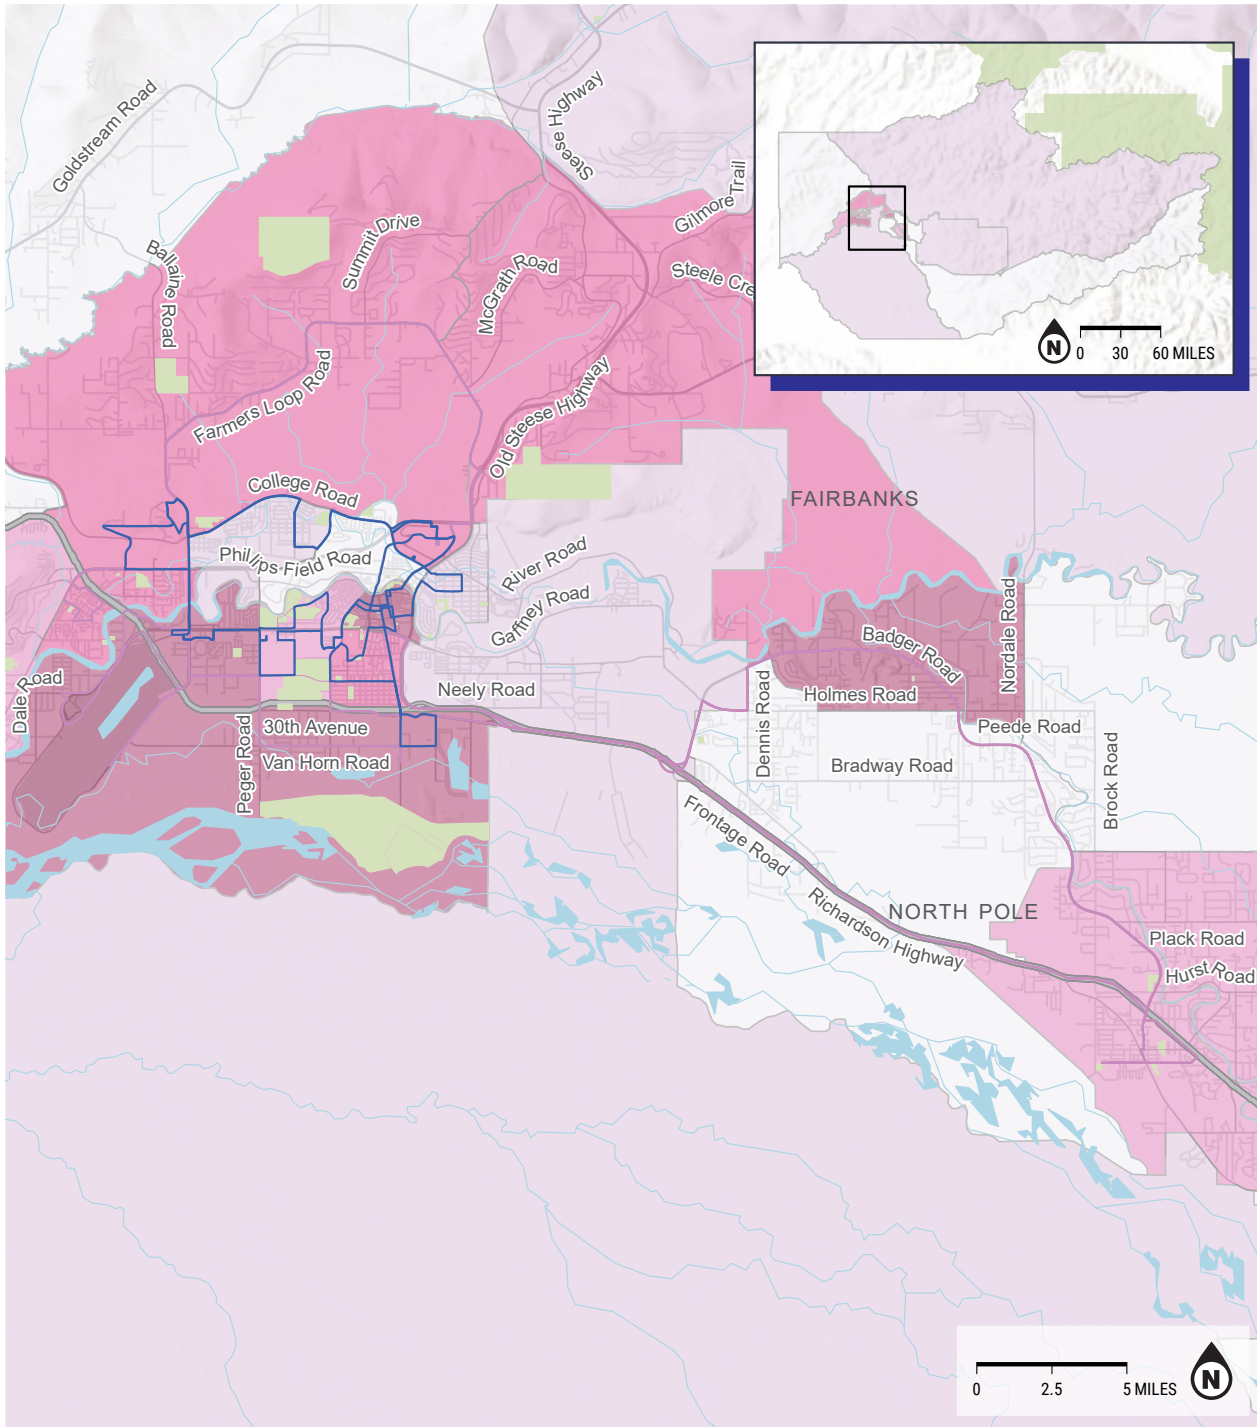 Goldstream Road
Steese Highway
Gilmore Trail
Summit Drive
Ballaine Road
McGrath Road
Steele Cre
N
0 30 60 MILES
Farmers Loop Road
Old Steese Highway
College Road
FAIRBANKS
Phillips Field Road
River Road
Gaffney Road
Badger Road
Nordale Road
Dale Road
Neely Road
Holmes Road
Dennis Road
Peger Road
30th Avenue
Peede Road
Van Horn Road
Bradway Road
Brock Road
Frontage Road
Richardson Highway
NORTH POLE
Plack Road
Hurst Road
0 2.5 5 MILES
N